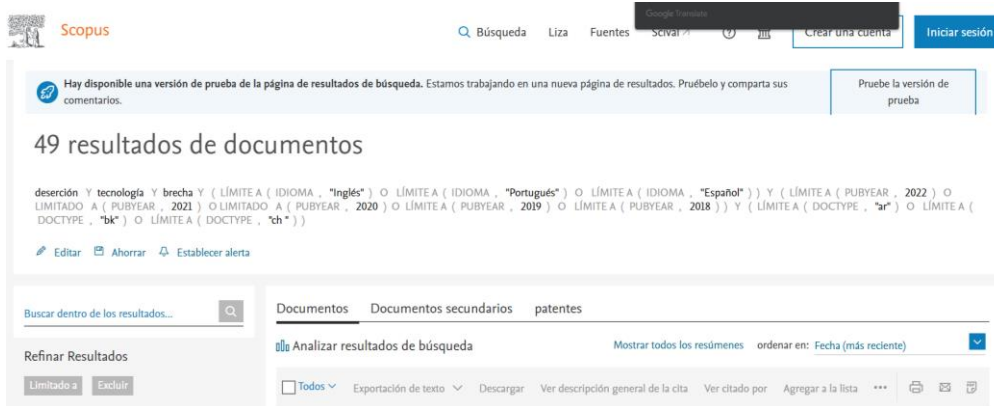 Google Translate
Scopus
Búsqueda Liza Fuentes SciVal Crear una cuenta Iniciar sesión
Hay disponible una versión de prueba de la página de resultados de búsqueda. Estamos trabajando en una nueva página de resultados. Pruébelo y comparta sus
comentarios.
Pruebe la versión de
prueba
49 resultados de documentos
deserción Y tecnología Y brecha Y ( LÍMITE A ( IDIOMA , "Inglés" ) O LÍMITE A ( IDIOMA , "Portugués" ) O LÍMITE A ( IDIOMA , "Español" ) ) Y ( LÍMITE A ( PUBYEAR , 2022 ) O
LIMITADO A ( PUBYEAR , 2021 ) O LIMITADO A ( PUBYEAR , 2020 ) O LÍMITE A ( PUBYEAR , 2019 ) O LÍMITE A ( PUBYEAR , 2018 ) ) Y ( LÍMITE A ( DOCTYPE , "ar" ) O LÍMITE A (
DOCTYPE , "bk" ) O LÍMITE A ( DOCTYPE , "ch " ) )
Editar Ahorrar Establecer alerta
Buscar dentro de los resultados...
Refinar Resultados
Limitado a Excluir
Documentos Documentos secundarios patentes
Analizar resultados de búsqueda Mostrar todos los resúmenes ordenar en: Fecha (más reciente)
Todos Exportación de texto Descargar Ver descripción general de la cita Ver citado por Agregar a la lista